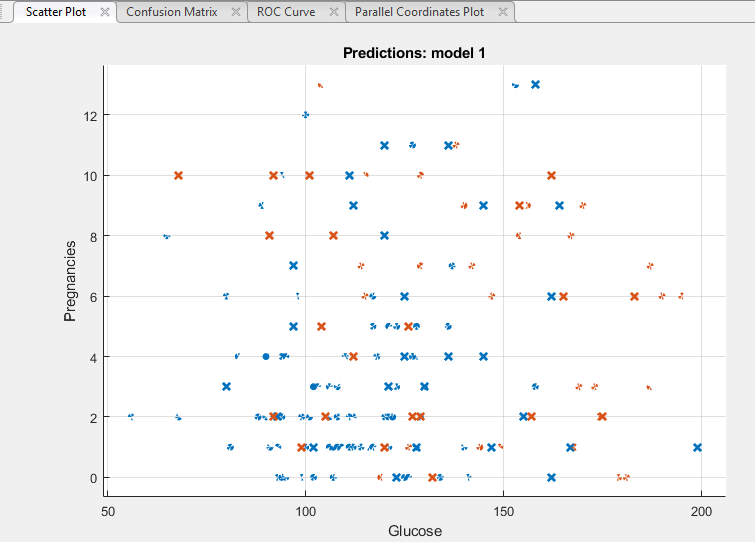 Scatter Plot Confusion Matrix ROC Curve Parallel Coordinates Plot
Predictions: model 1
12
10
8
6
4
2
0
Pregnancies
50 100 150 200
Glucose